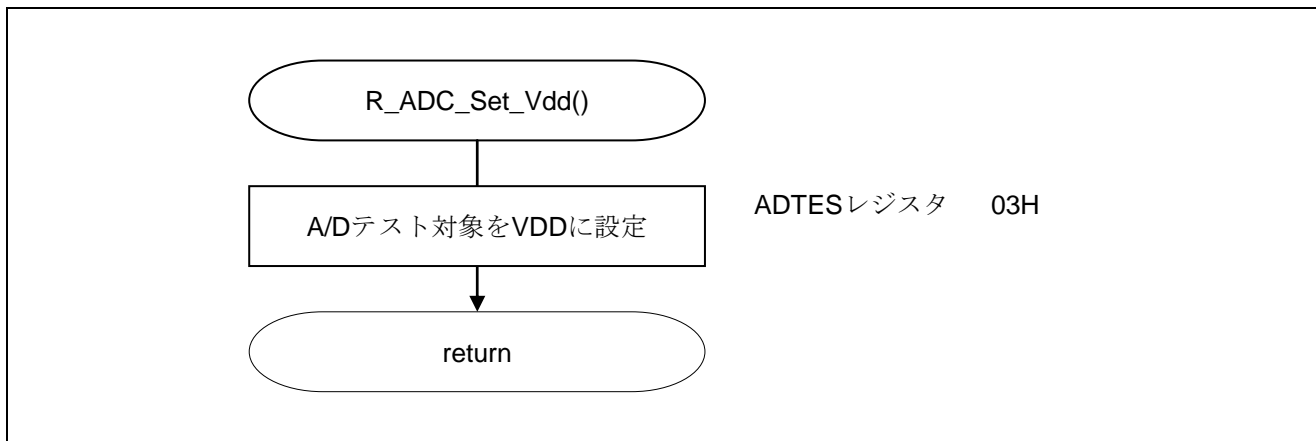 R_ADC_Set_Vdd()
A/Dテスト対象をVDDに設定
ADTESレジスタ 03H
return